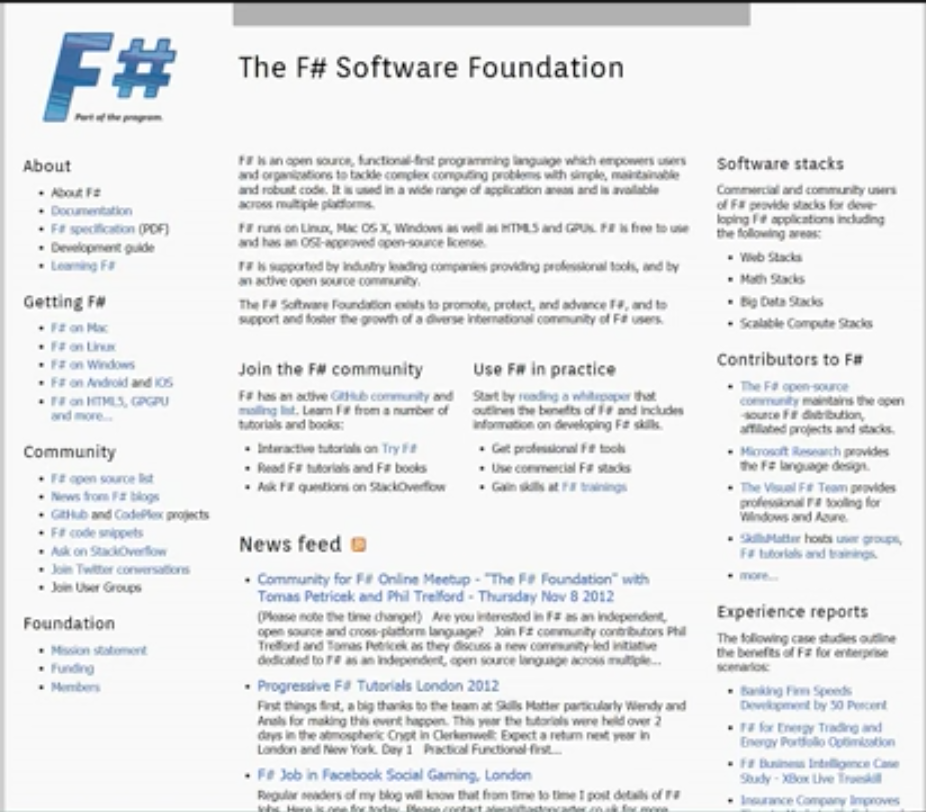 F#
Part of the program.
The F# Software Foundation
About
About F#
Documentation
F# specification (PDF)
Development guide
Learning F#
Getting F#
F# on Mac
F# on Linux
F# on Windows
F# on Android and iOS
F# on HTML5, GPGPU
and more...
Community
F# open source list
News from F# blogs
GitHub and CodePlex projects
F# code snippets
Ask on StackOverflow
Join Twitter conversations
Join User Groups
Foundation
Mission statement
Funding
Members
F# is an open source, functional-first programming language which empowers users
and organizations to tackle complex computing problems with simple, maintainable
and robust code. It is used in a wide range of application areas and is available
across multiple platforms.
F# runs on Linux, Mac OS X, Windows as well as HTML5 and GPUs. F# is free to use
and has an OSI-approved open-source license.
F# is supported by industry leading companies providing professional tools, and by
an active open source community.
The F# Software Foundation exists to promote, protect, and advance F#, and to
support and foster the growth of a diverse international community of F# users.
Join the F# community
F# has an active GitHub community and
mailing list. Learn F# from a number of
tutorials and books:
Interactive tutorials on Try F#
Read F# tutorials and F# books
Ask F# questions on StackOverflow
Use F# in practice
Start by reading a whitepaper that
outlines the benefits of F# and includes
information on developing F# skills.
Get professional F# tools
Use commercial F# stacks
Gain skills at F# trainings
News feed
Community for F# Online Meetup - "The F# Foundation" with
Tomas Petricek and Phil Trelford - Thursday Nov 8 2012
(Please note the time change!) Are you interested in F# as an independent,
open source and cross-platform language? Join F# community contributors Phil
Trelford and Tomas Petricek as they discuss a new community-led initiative
dedicated to F# as an independent, open source language across multiple...
Progressive F# Tutorials London 2012
First things first, a big thanks to the team at Skills Matter particularly Wendy and
Anaïs for making this event happen. This year the tutorials were held over 2
days in the atmospheric Crypt in Clerkenwell: Expect a return next year in
London and New York. Day 1 Practical Functional-first...
F# Job in Facebook Social Gaming, London
Regular readers of my blog will know that from time to time I post details of F#
jobs. Here is one for today. Please contact
Software stacks
Commercial and community users
of F# provide stacks for deve-
loping F# applications including
the following areas:
Web Stacks
Math Stacks
Big Data Stacks
Scalable Compute Stacks
Contributors to F#
The F# open-source
community maintains the open
-source F# distribution,
affiliated projects and stacks.
Microsoft Research provides
the F# language design.
The Visual F# Team provides
professional F# tooling for
Windows and Azure.
SkillsMatter hosts user groups,
F# tutorials and trainings.
more...
Experience reports
The following case studies outline
the benefits of F# for enterprise
scenarios:
Banking Firm Speeds
Development by 50 Percent
F# for Energy Trading and
Energy Portfolio Optimization
F# Business Intelligence Case
Study - XBox Live Trueskill
Insurance Company Improves